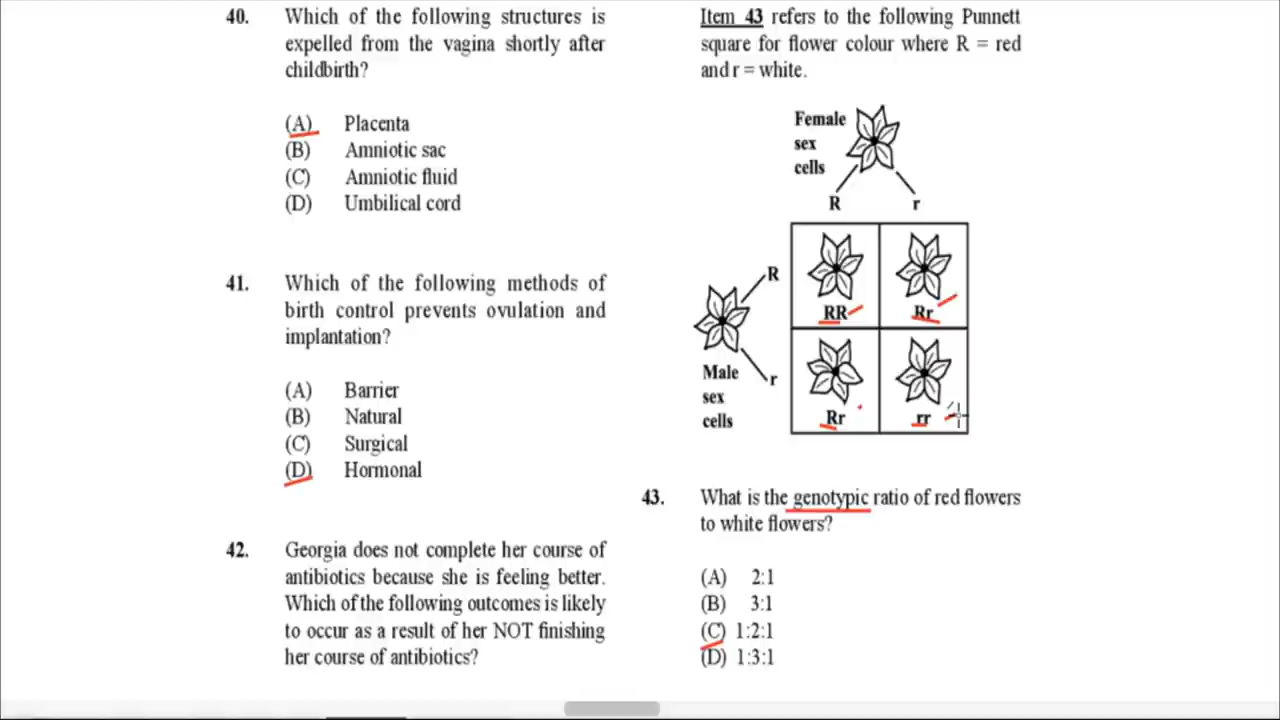 40. Which of the following structures is
expelled from the vagina shortly after
childbirth?
(A) Placenta
(B) Amniotic sac
(C) Amniotic fluid
(D) Umbilical cord
41. Which of the following methods of
birth control prevents ovulation and
implantation?
(A) Barrier
(B) Natural
(C) Surgical
(D) Hormonal
42. Georgia does not complete her course of
antibiotics because she is feeling better.
Which of the following outcomes is likely
to occur as a result of her NOT finishing
her course of antibiotics?
Item 43 refers to the following Punnett
square for flower colour where R = red
and r = white.
Female
sex
cells
R r
R
RR Rr
Male
sex
cells
r
Rr rr
43. What is the genotypic ratio of red flowers
to white flowers?
(A) 2:1
(B) 3:1
(C) 1:2:1
(D) 1:3:1